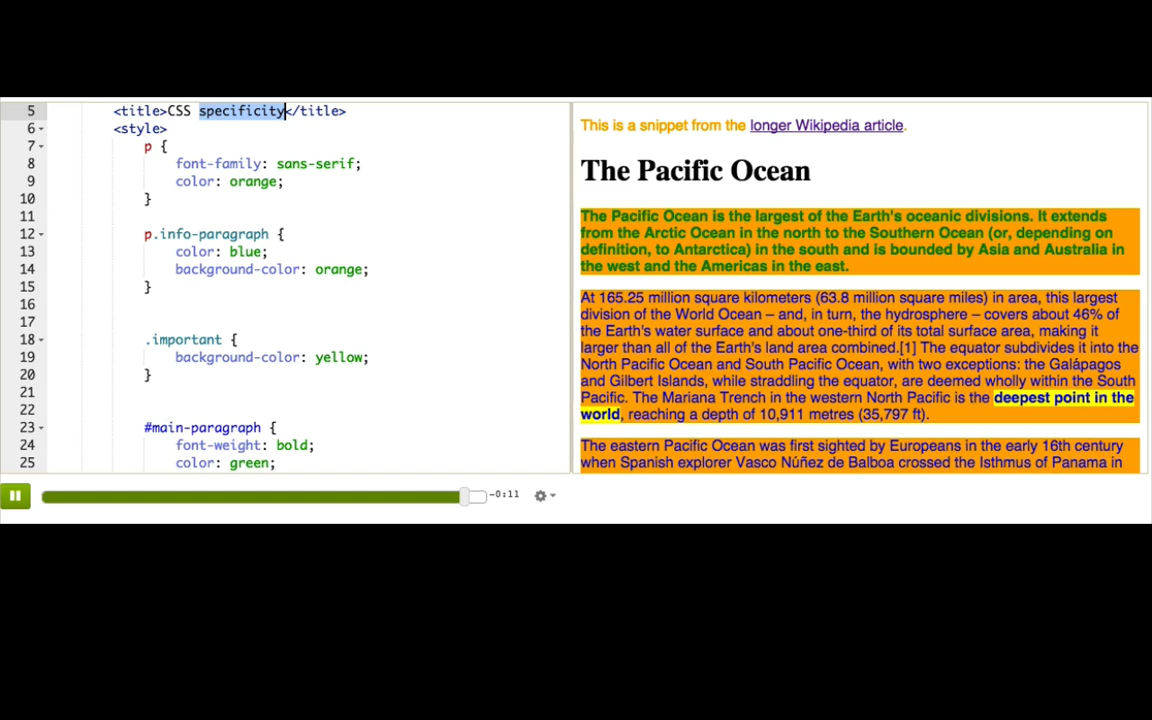 5 <title>CSS specificity</title>
6 <style>
7 p {
8 font-family: sans-serif;
9 color: orange;
10 }
11
12 p.info-paragraph {
13 color: blue;
14 background-color: orange;
15 }
16
17
18 .important {
19 background-color: yellow;
20 }
21
22
23 #main-paragraph {
24 font-weight: bold;
25 color: green;
-0:11
This is a snippet from the longer Wikipedia article.
The Pacific Ocean
The Pacific Ocean is the largest of the Earth's oceanic divisions. It extends
from the Arctic Ocean in the north to the Southern Ocean (or, depending on
definition, to Antarctica) in the south and is bounded by Asia and Australia in
the west and the Americas in the east.
At 165.25 million square kilometers (63.8 million square miles) in area, this largest
division of the World Ocean – and, in turn, the hydrosphere – covers about 46% of
the Earth's water surface and about one-third of its total surface area, making it
larger than all of the Earth's land area combined.[1] The equator subdivides it into the
North Pacific Ocean and South Pacific Ocean, with two exceptions: the Galápagos
and Gilbert Islands, while straddling the equator, are deemed wholly within the South
Pacific. The Mariana Trench in the western North Pacific is the deepest point in the
world, reaching a depth of 10,911 metres (35,797 ft).
The eastern Pacific Ocean was first sighted by Europeans in the early 16th century
when Spanish explorer Vasco Núñez de Balboa crossed the Isthmus of Panama in